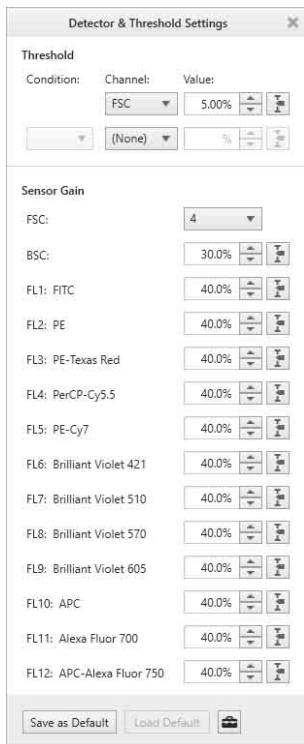 Detector & Threshold Settings
Threshold
Condition: Channel: Value:
FSC 5.00%
(None) %
Sensor Gain
FSC: 4
BSC: 30.0%
FL1: FITC 40.0%
FL2: PE 40.0%
FL3: PE-Texas Red 40.0%
FL4: PerCP-Cy5.5 40.0%
FL5: PE-Cy7 40.0%
FL6: Brilliant Violet 421 40.0%
FL7: Brilliant Violet 510 40.0%
FL8: Brilliant Violet 570 40.0%
FL9: Brilliant Violet 605 40.0%
FL10: APC 40.0%
FL11: Alexa Fluor 700 40.0%
FL12: APC-Alexa Fluor 750 40.0%
Save as Default Load Default